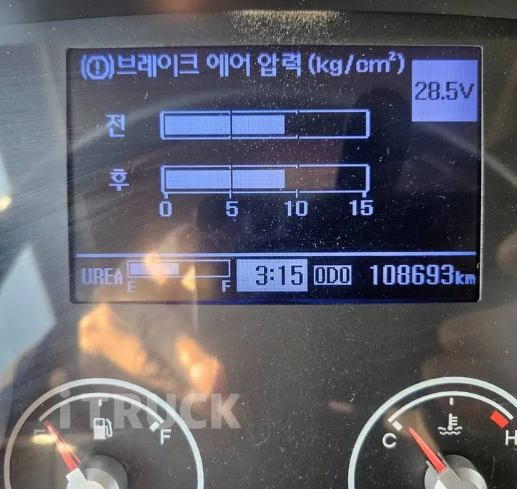 (!)브레이크 에어 압력 (kg/cm²)
28.5V
전
후
0 5 10 15
UREA E F 3:15 ODO 108693km
iTRUCK
E F
C H